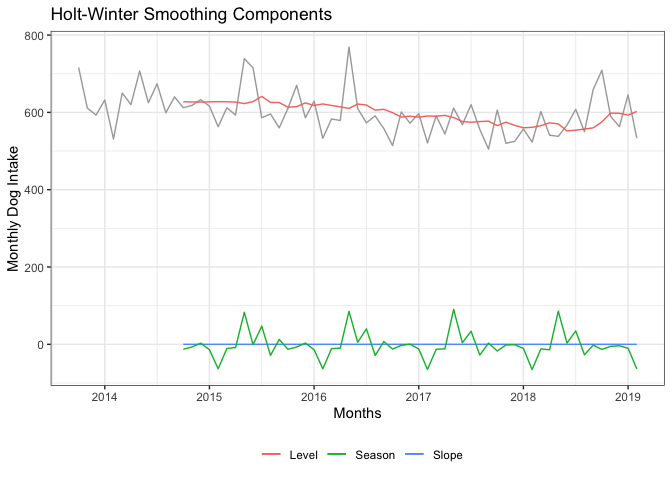 Holt-Winter Smoothing Components
Monthly Dog Intake
800
600
400
200
0
2014 2015 2016 2017 2018 2019
Months
Level Season Slope